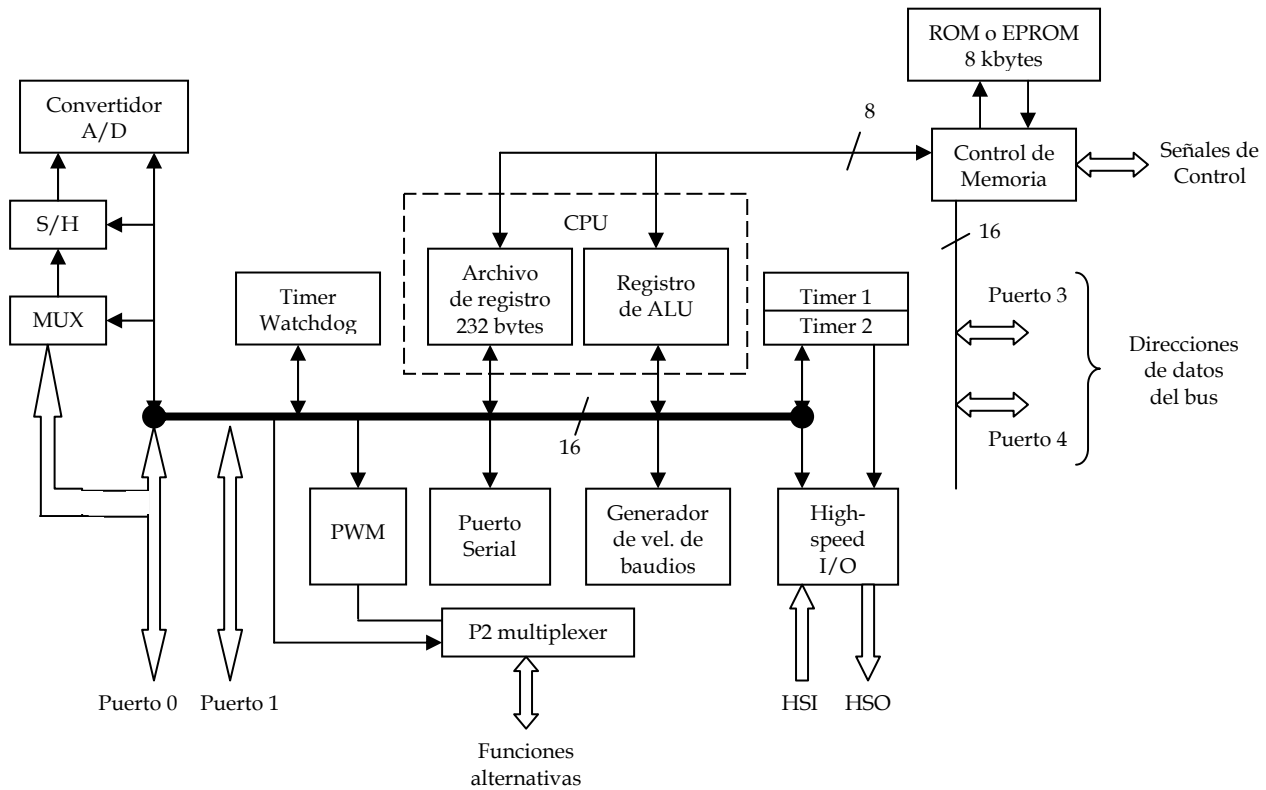 ROM o EPROM
8 kbytes
Convertidor
A/D
8
Control de
Memoria
Señales de
Control
S/H
CPU
16
MUX
Timer
Watchdog
Archivo
de registro
232 bytes
Registro
de ALU
Timer 1
Timer 2
Puerto 3
Direcciones
de datos
del bus
Puerto 4
16
PWM
Puerto
Serial
Generador
de vel. de
baudios
High-
speed
I/O
P2 multiplexer
Puerto 0
Puerto 1
HSI
HSO
Funciones
alternativas